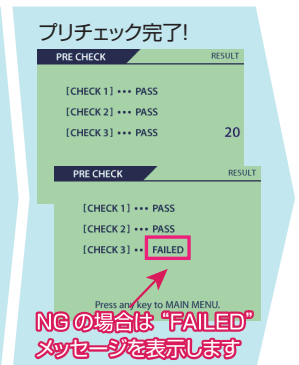 プリチェック完了!
PRE CHECK RESULT
[CHECK 1] ••• PASS
[CHECK 2] ••• PASS
[CHECK 3] ••• PASS 20
PRE CHECK RESULT
[CHECK 1] ••• PASS
[CHECK 2] ••• PASS
[CHECK 3] •• FAILED
Press any key to MAIN MENU.
NGの場合は“FAILED”
メッセージを表示します